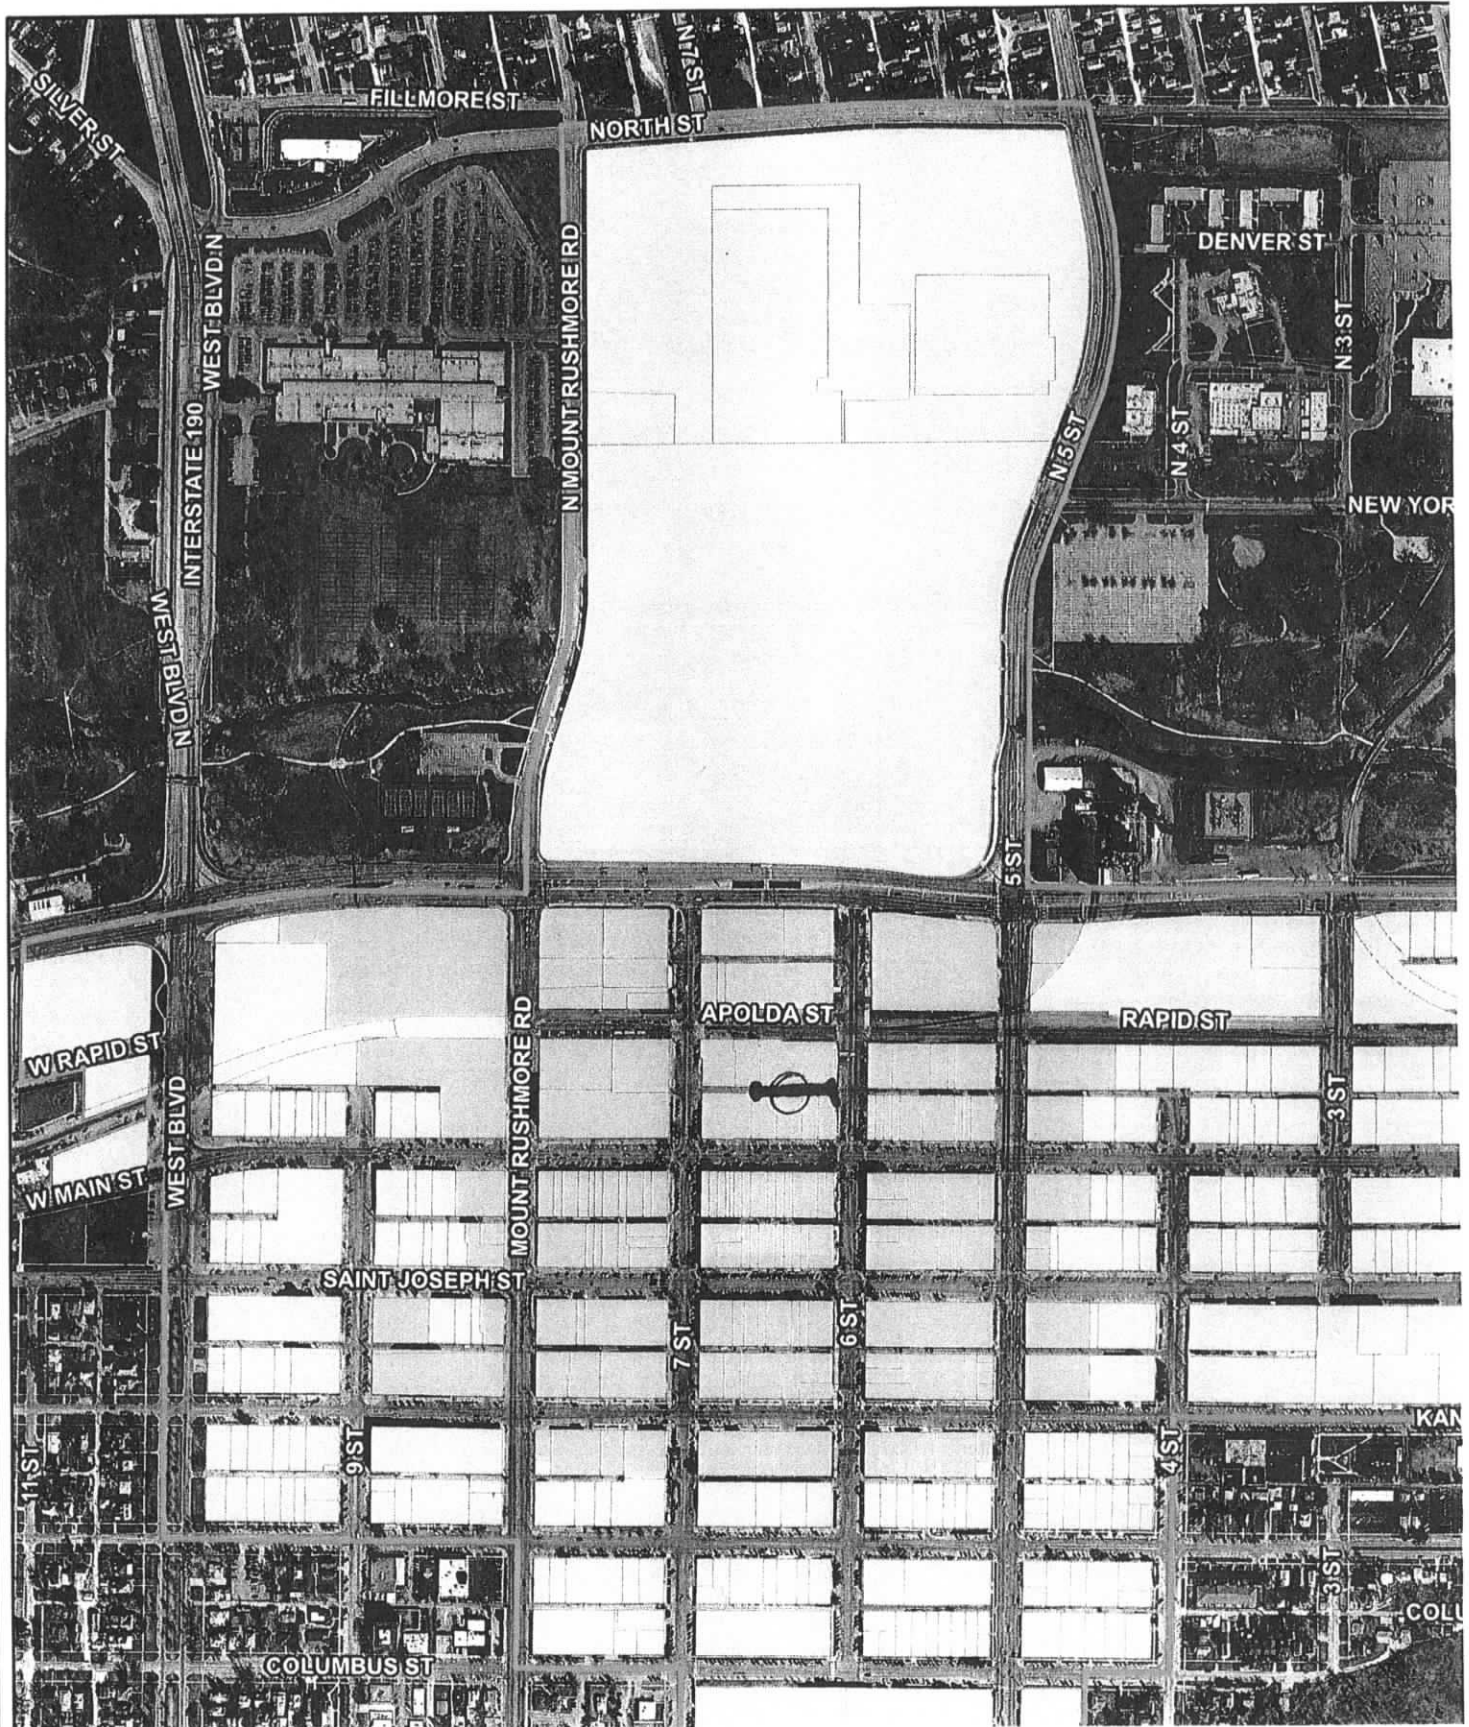 N 7 ST
SILVER ST
FILLMORE ST
NORTH ST
DENVER ST
WEST BLVD N
N MOUNT RUSHMORE RD
N 3 ST
INTERSTATE 190
N 4 ST
N 5 ST
NEW YOR
WEST BLVD N
5 ST
APOLDA ST
RAPID ST
W RAPID ST
MOUNT RUSHMORE RD
WEST BLVD
3 ST
W MAIN ST
SAINT JOSEPH ST
7 ST
6 ST
KAN
11 ST
9 ST
4 ST
3 ST
COLU
COLUMBUS ST